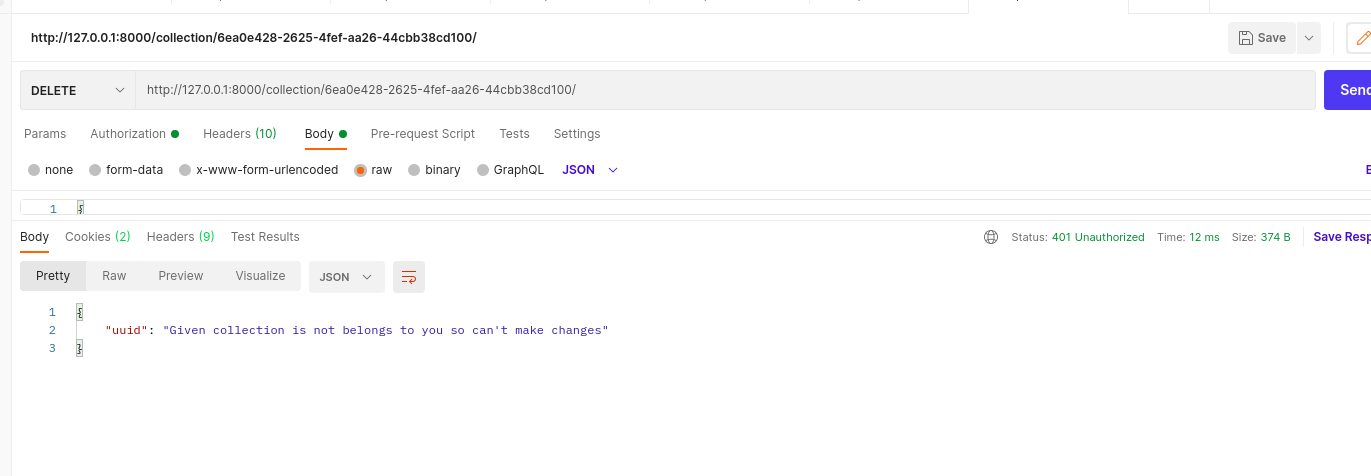 http://127.0.0.1:8000/collection/6ea0e428-2625-4fef-aa26-44cbb38cd100/
Save
DELETE http://127.0.0.1:8000/collection/6ea0e428-2625-4fef-aa26-44cbb38cd100/
Params Authorization Headers (10) Body Pre-request Script Tests Settings
none form-data x-www-form-urlencoded raw binary GraphQL JSON
1 {
Body Cookies (2) Headers (9) Test Results Status: 401 Unauthorized Time: 12 ms Size: 374 B Save
Pretty Raw Preview Visualize JSON
1 {
2 "uuid": "Given collection is not belongs to you so can't make changes"
3 }